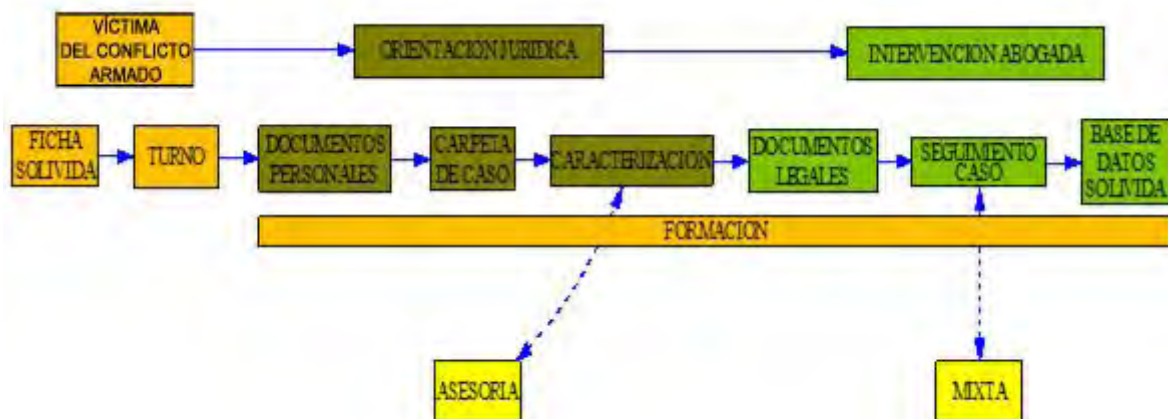 VÍCTIMA
DEL CONFLICTO
ARMADO
ORIENTACION JURIDICA
INTERVENCION ABOGADA
FICHA
SOLIVIDA
TURNO
DOCUMENTOS
PERSONALES
CARPETA
DE CASO
CARACTERIZACION
DOCUMENTOS
LEGALES
SEGUIMIENTO
CASO
BASE DE
DATOS
SOLIVIDA
FORMACION
ASESORIA
MIXTA